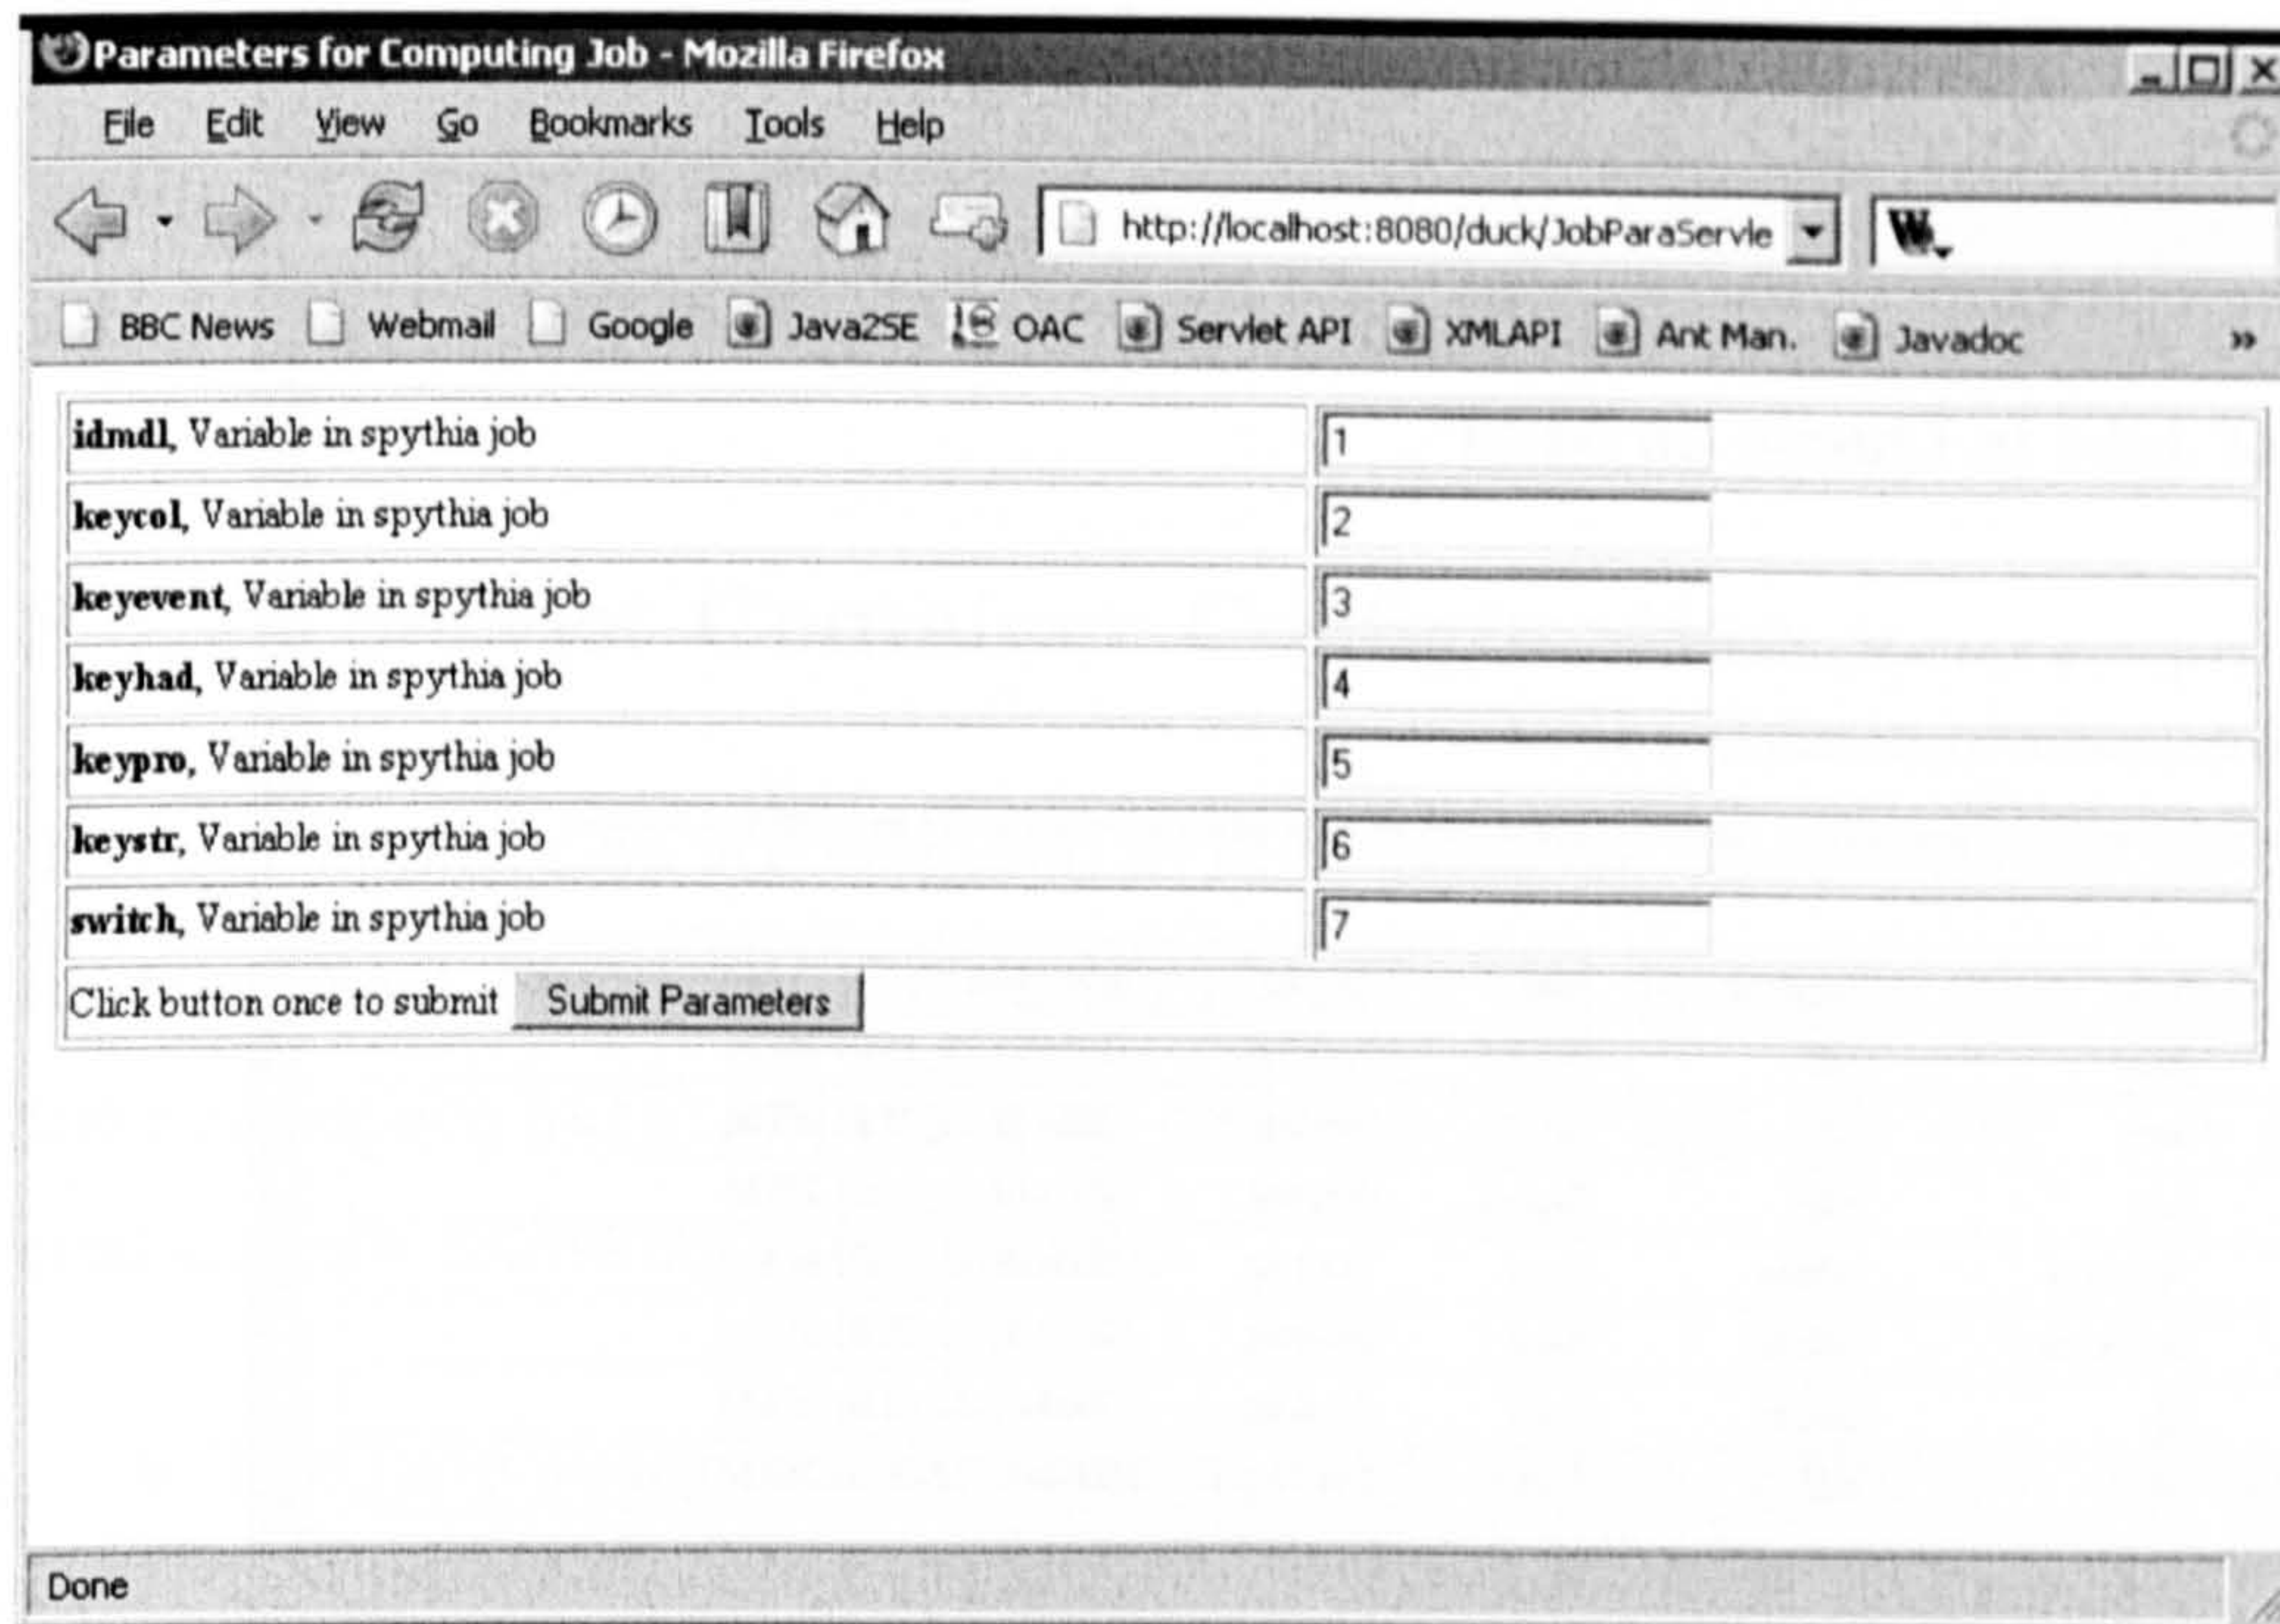 Parameters for Computing Job - Mozilla Firefox
File Edit View Go Bookmarks Tools Help
http://localhost:8080/duck/JobParaServle
W
BBC News Webmail Google Java2SE OAC Servlet API XMLAPI Ant Man. Javadoc »
idmdl, Variable in spythia job 1
keycol, Variable in spythia job 2
keyevent, Variable in spythia job 3
keyhad, Variable in spythia job 4
keypro, Variable in spythia job 5
keystr, Variable in spythia job 6
switch, Variable in spythia job 7
Click button once to submit Submit Parameters
Done